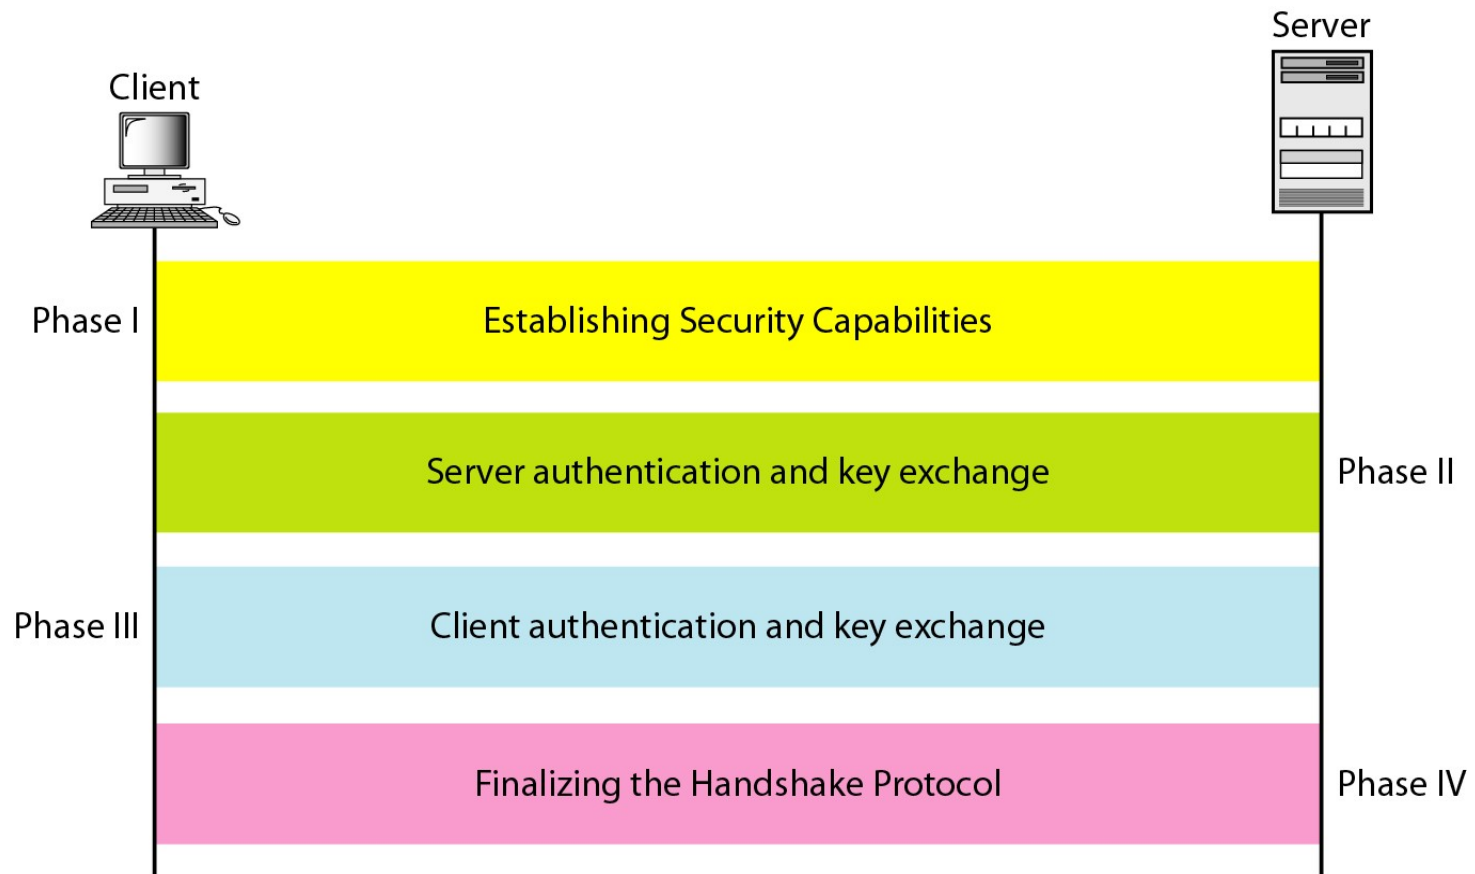 Server
Client
Phase I
Establishing Security Capabilities
Server authentication and key exchange
Phase II
Phase III
Client authentication and key exchange
Finalizing the Handshake Protocol
Phase IV